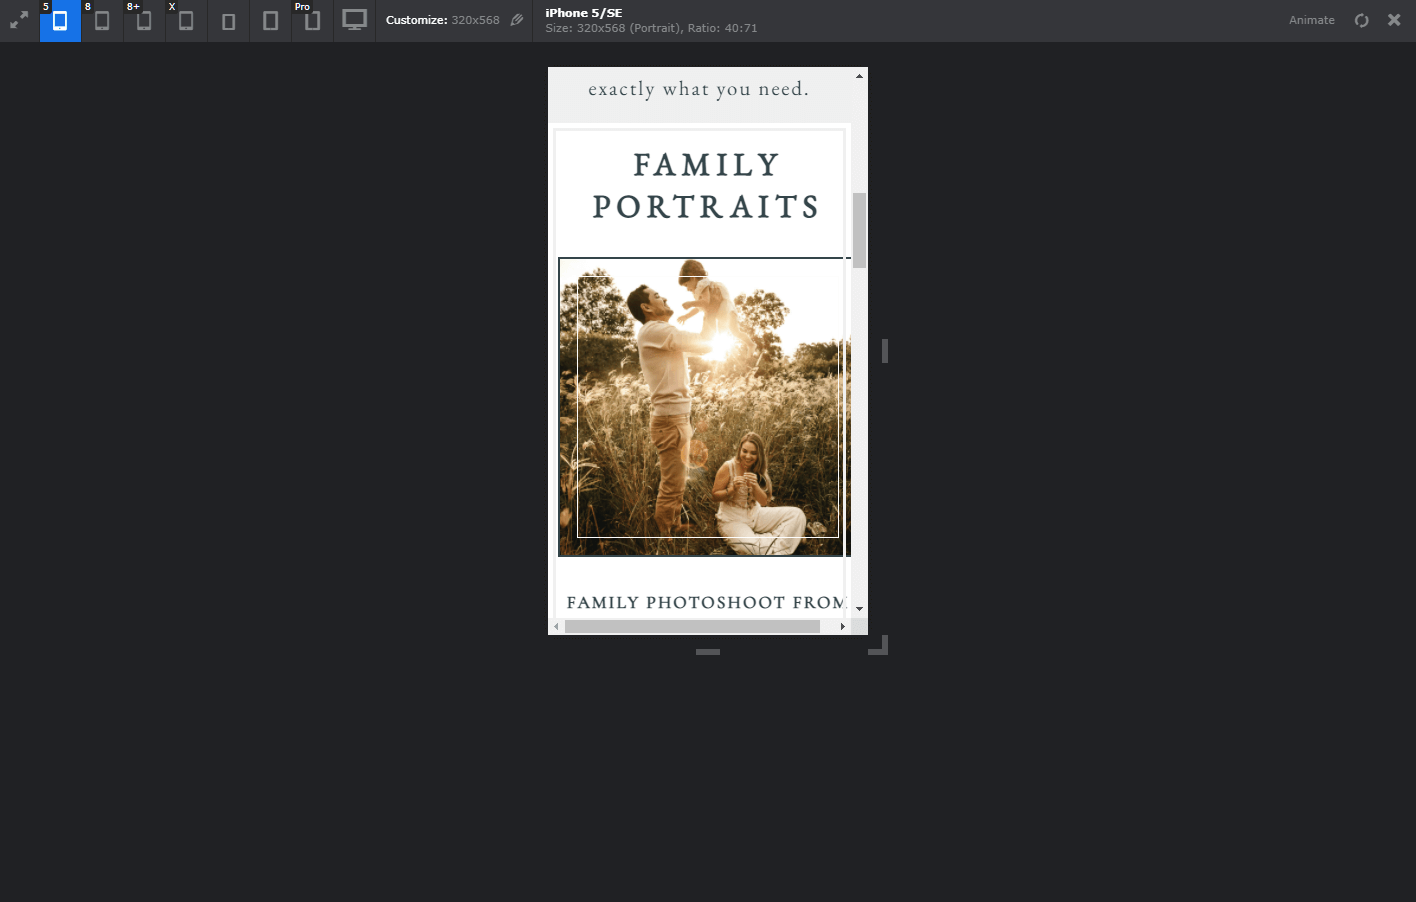 5
8
8+
X
Pro
Customize: 320x568
iPhone 5/SE
Size: 320x568 (Portrait), Ratio: 40:71
Animate
exactly what you need.
FAMILY
PORTRAITS
FAMILY PHOTOSHOOT FROM